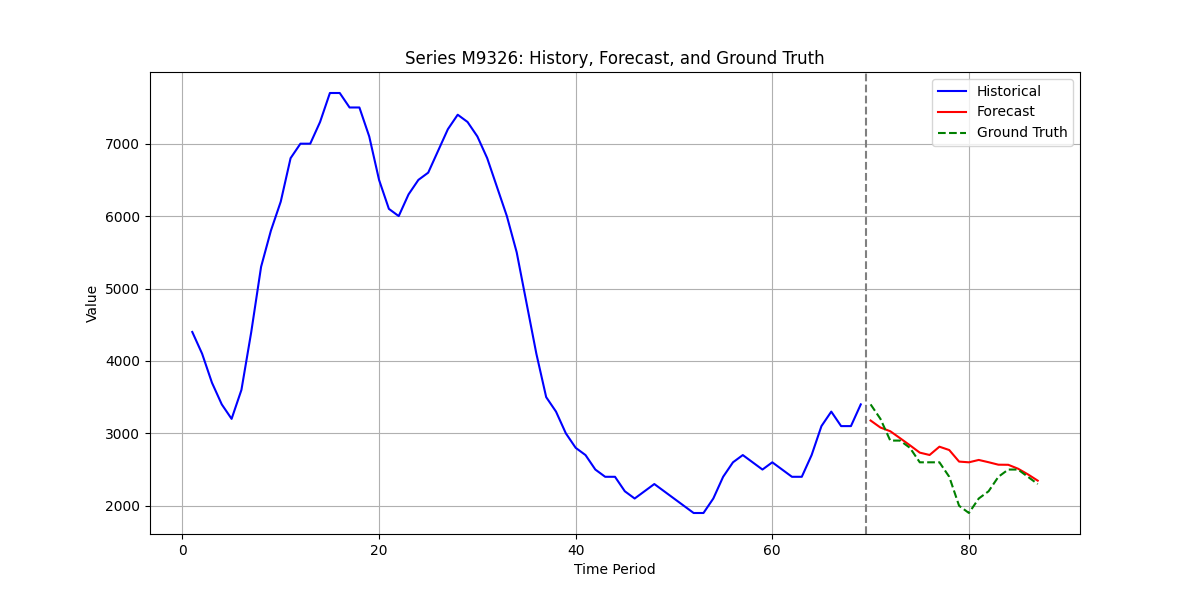 Series M9326: History, Forecast, and Ground Truth
Historical
Forecast
Ground Truth
Value
7000
6000
5000
4000
3000
2000
0 20 40 60 80
Time Period